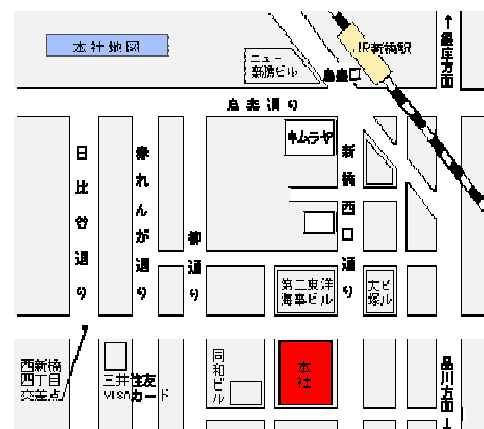 本社地図
JR新橋駅
↑銀座方面
ニュー
新勝ビル
烏森口
烏森通り
キムラヤ
日比谷通り
赤れんが通り
柳通り
新橋西口通り
第二東洋
海事ビル
大塚ビル
西新橋
四丁目
交差点
三井住友
VISAカード
同和ビル
本社
品川方面↓